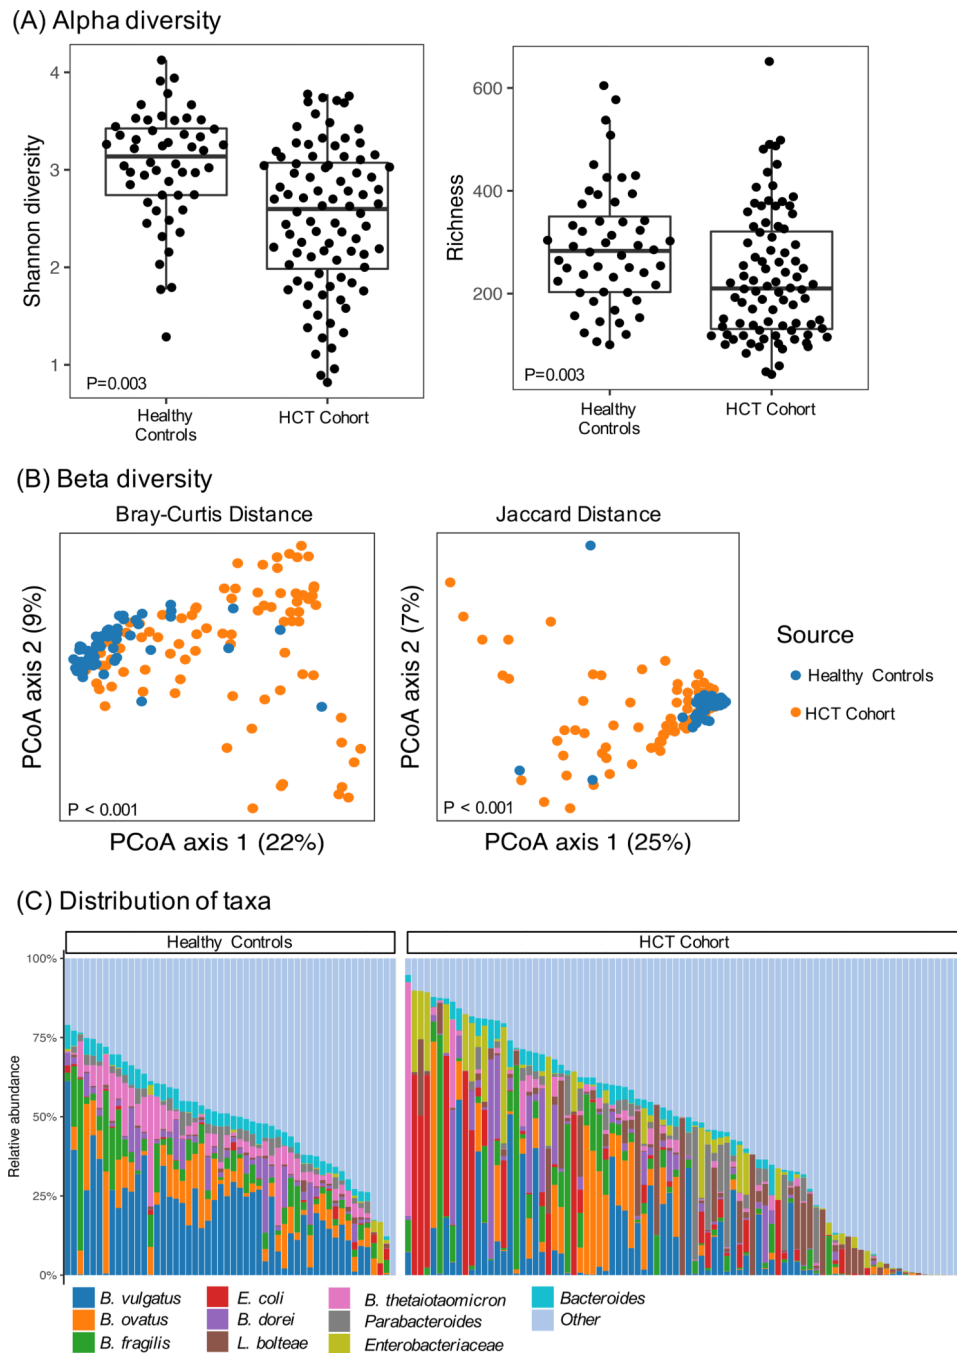 (A) Alpha diversity
Shannon diversity
4
3
2
1
P=0.003
Healthy
Controls
HCT Cohort
Richness
600
400
200
P=0.003
Healthy
Controls
HCT Cohort
(B) Beta diversity
Bray-Curtis Distance
PCoA axis 2 (9%)
P < 0.001
PCoA axis 1 (22%)
Jaccard Distance
PCoA axis 2 (7%)
P < 0.001
PCoA axis 1 (25%)
Source
Healthy Controls
HCT Cohort
(C) Distribution of taxa
Healthy Controls
HCT Cohort
Relative abundance
100%
75%
50%
25%
0%
B. vulgatus
B. ovatus
B. fragilis
E. coli
B. dorei
L. bolteae
B. thetaiotaomicron
Parabacteroides
Enterobacteriaceae
Bacteroides
Other